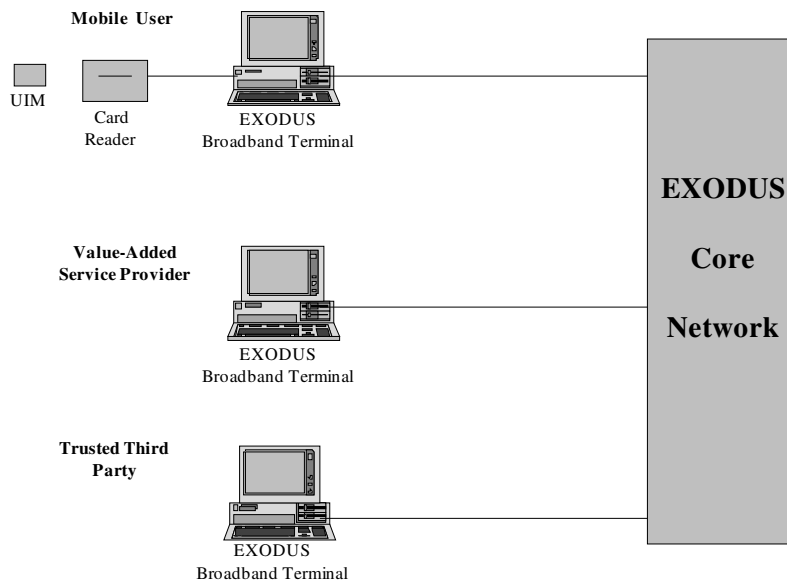 Mobile User
UIM
Card
Reader
EXODUS
Broadband Terminal
Value-Added
Service Provider
EXODUS
Broadband Terminal
Trusted Third
Party
EXODUS
Broadband Terminal
EXODUS
Core
Network